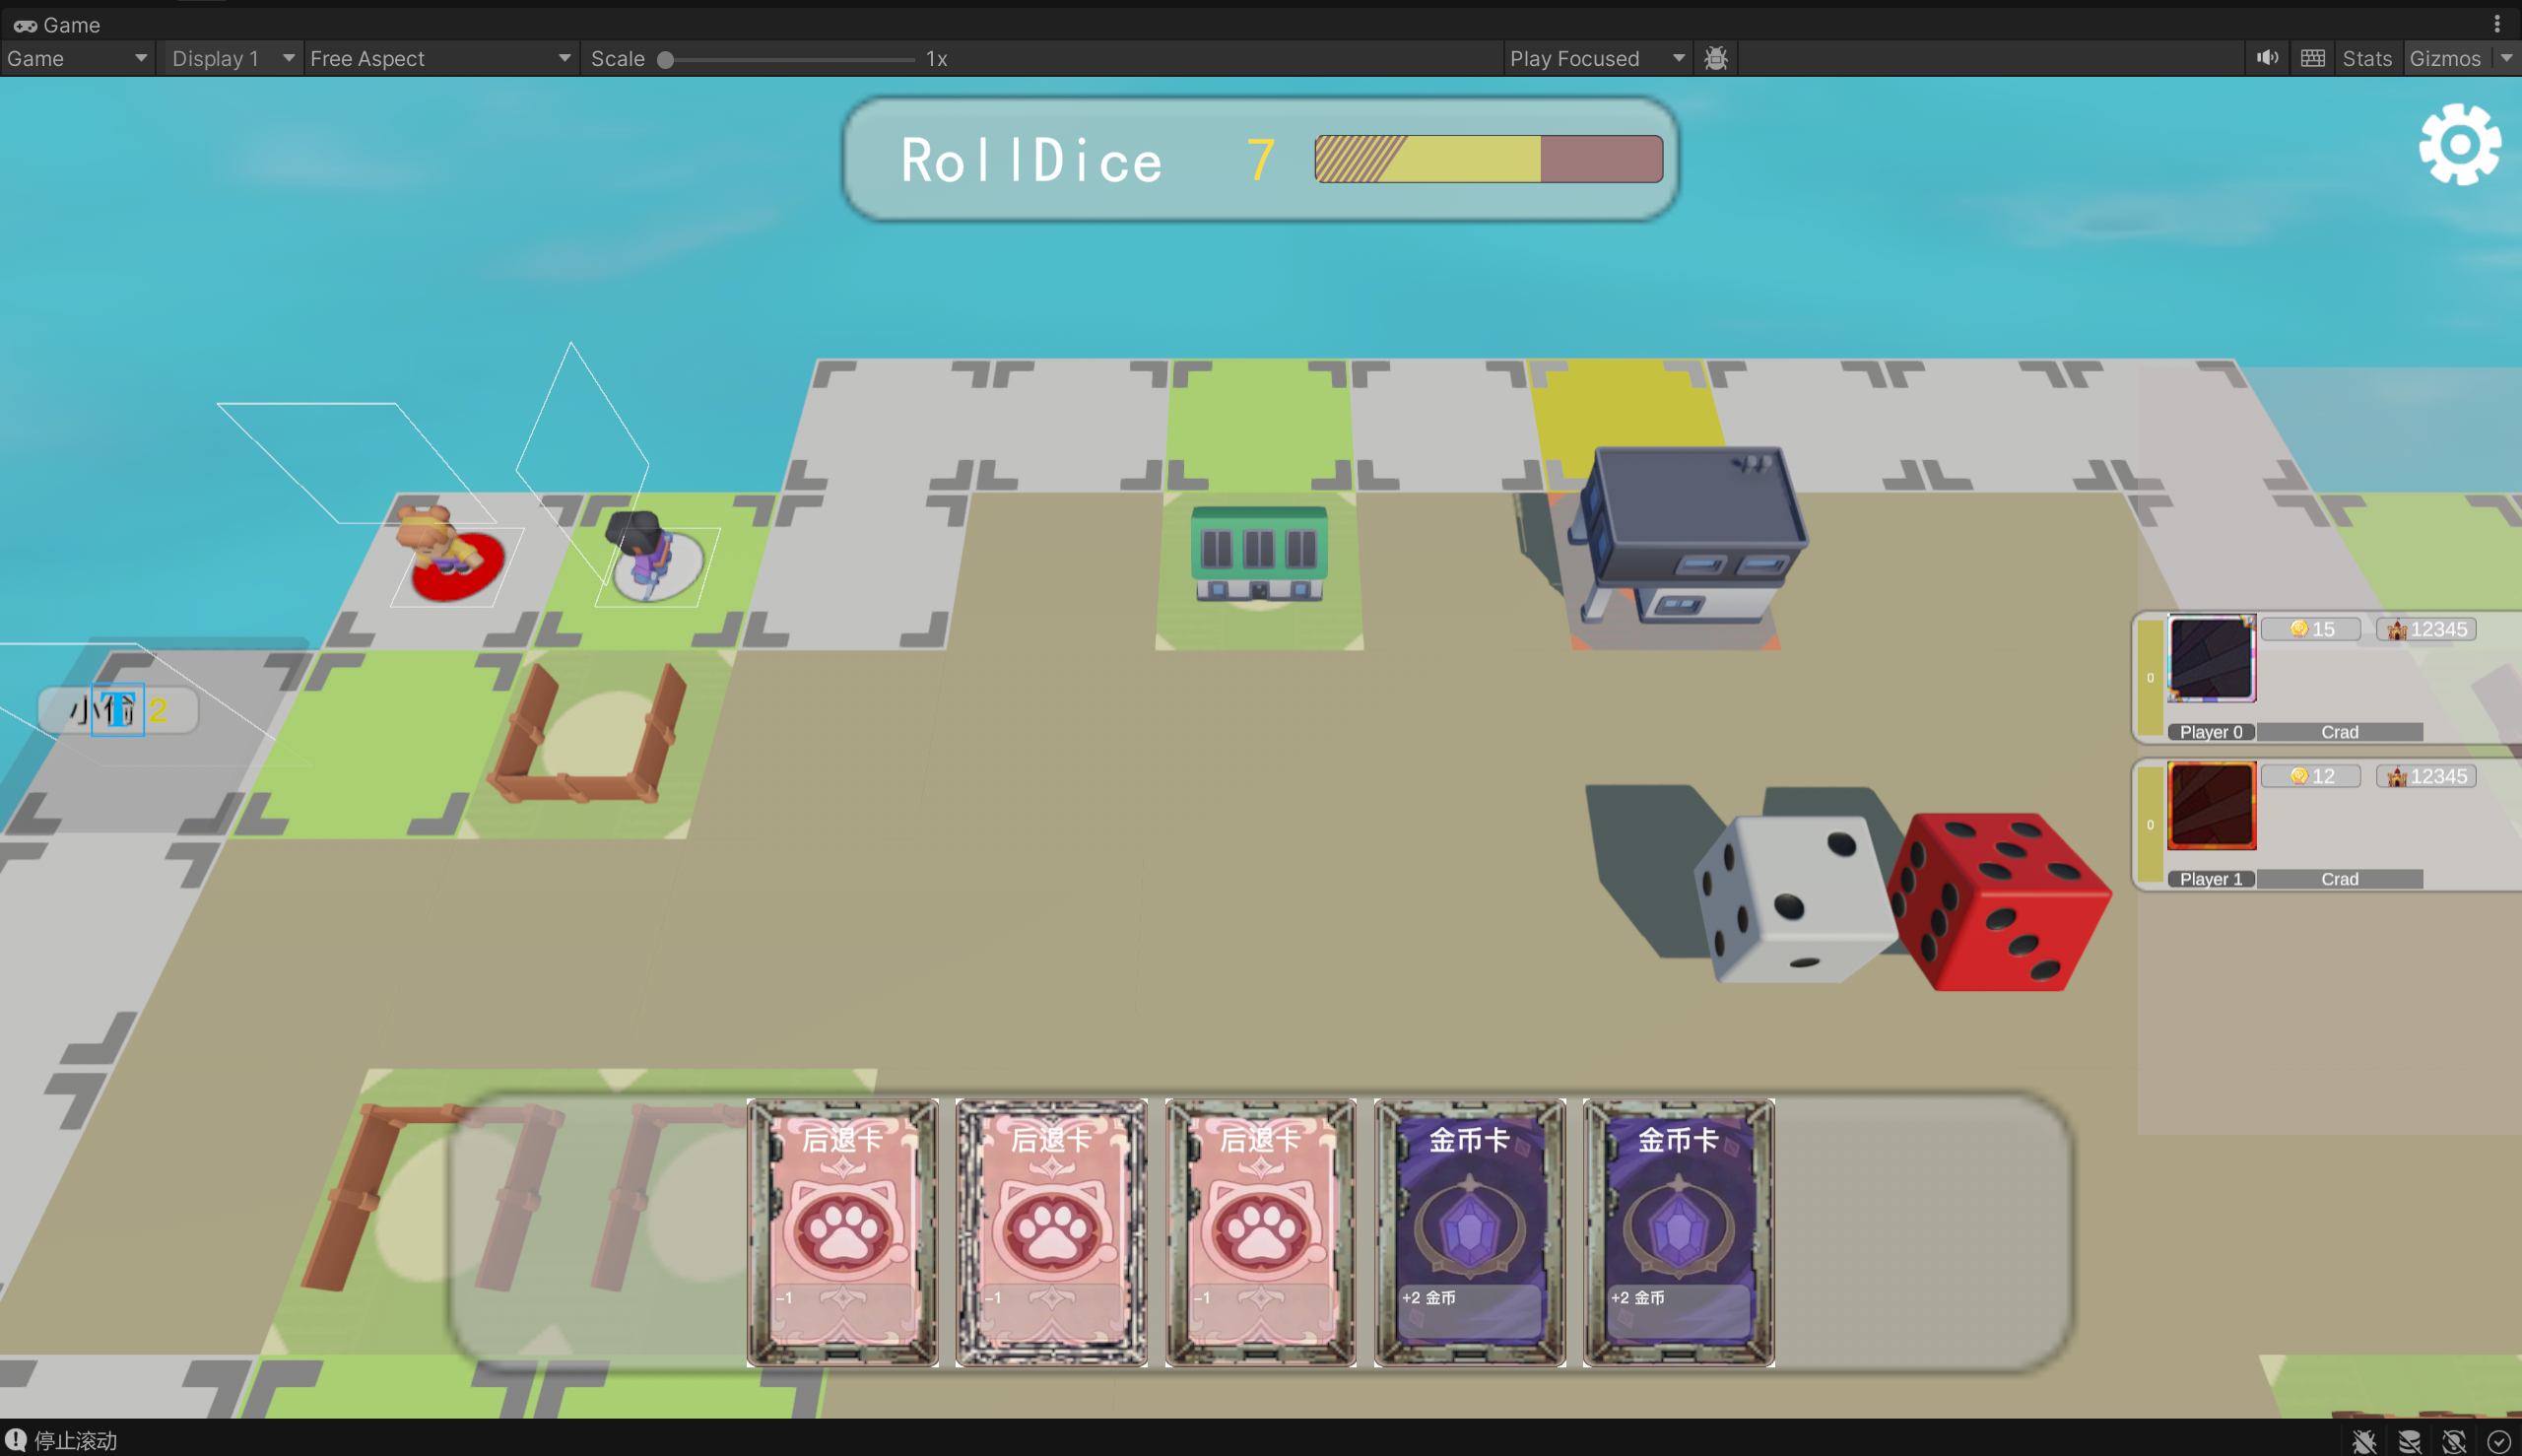 Game
Game
Display 1
Free Aspect
Scale
1x
Play Focused
Stats
Gizmos
RollDice 7
小偷 2
15
12345
0
Player 0
Crad
12
12345
0
Player 1
Crad
后退卡
后退卡
后退卡
金币卡
金币卡
-1
-1
-1
+2 金币
+2 金币
停止滚动